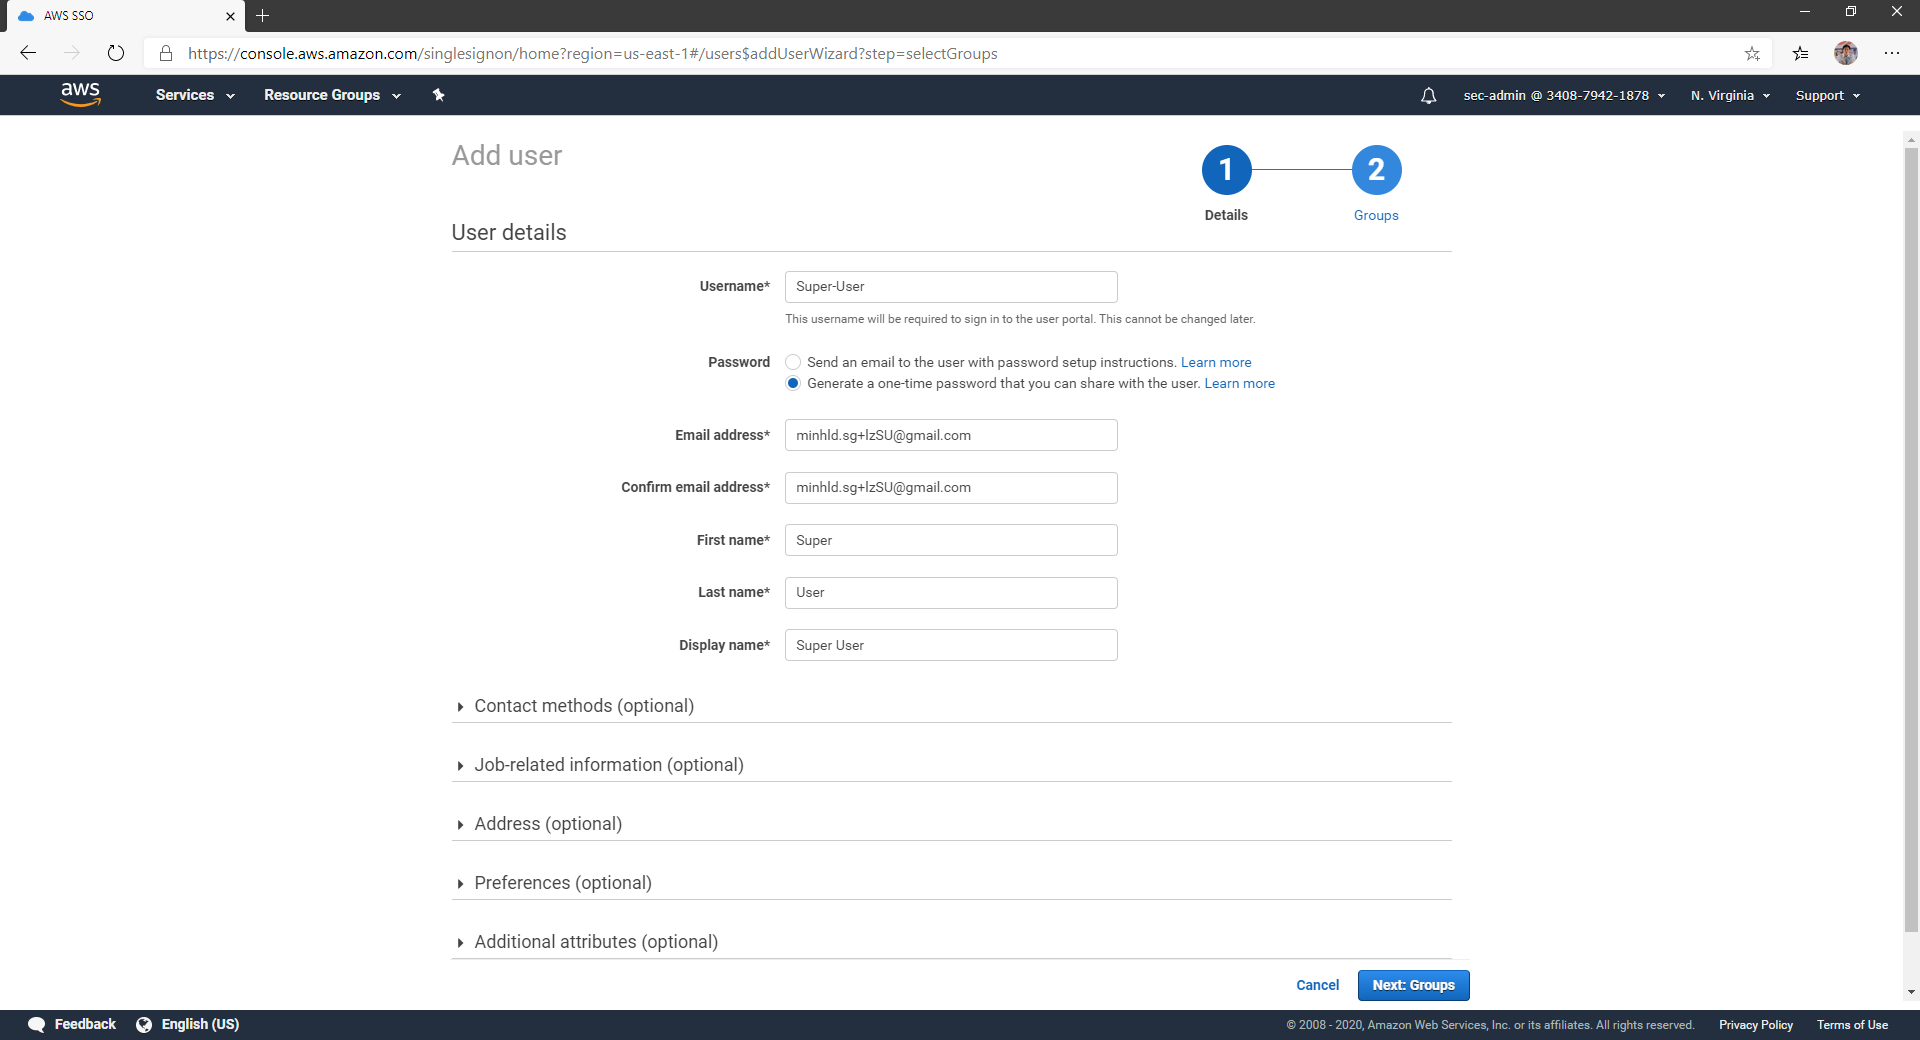 AWS SSO
https://console.aws.amazon.com/singlesignon/home?region=us-east-1#/users$addUserWizard?step=selectGroups
aws
Services
Resource Groups
sec-admin @ 3408-7942-1878
N. Virginia
Support
Add user
1
2
Details
Groups
User details
Username*
Super-User
This username will be required to sign in to the user portal. This cannot be changed later.
Password
Send an email to the user with password setup instructions. Learn more
Generate a one-time password that you can share with the user. Learn more
Email address*
minhld.sg+lzSU@gmail.com
Confirm email address*
minhld.sg+lzSU@gmail.com
First name*
Super
Last name*
User
Display name*
Super User
Contact methods (optional)
Job-related information (optional)
Address (optional)
Preferences (optional)
Additional attributes (optional)
Cancel
Next: Groups
Feedback
English (US)
© 2008 - 2020, Amazon Web Services, Inc. or its affiliates. All rights reserved.
Privacy Policy
Terms of Use